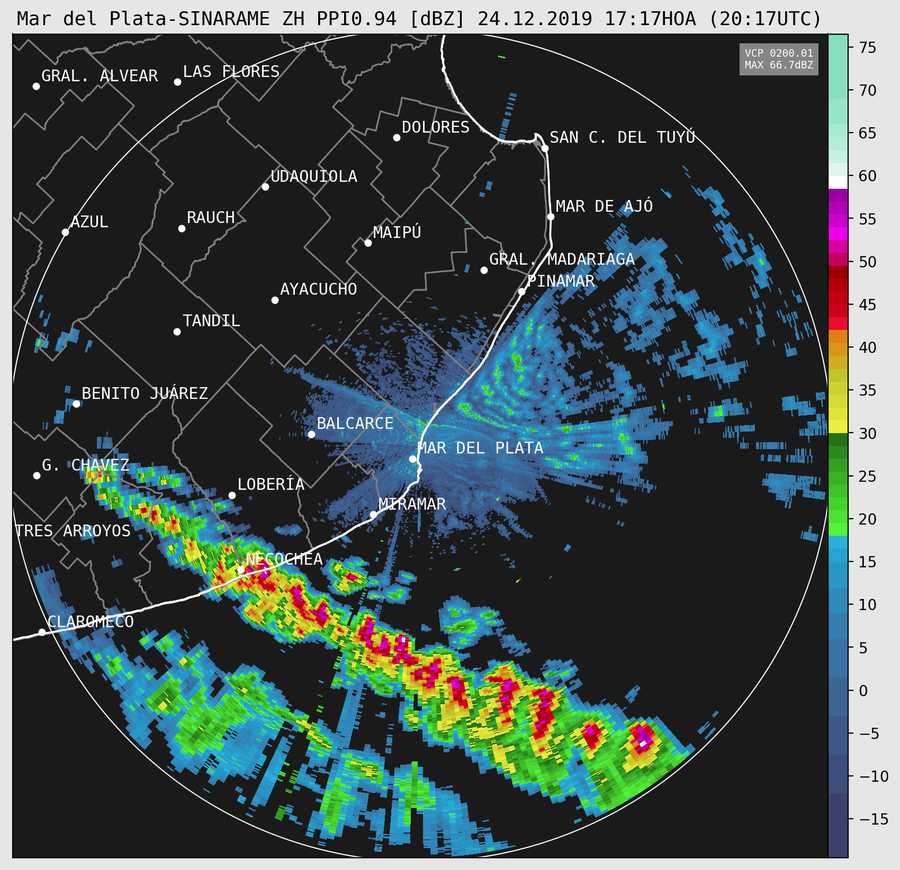 Mar del Plata-SINARAME ZH PPI0.94 [dBZ] 24.12.2019 17:17HOA (20:17UTC)
VCP 0200.01
MAX 66.7dBZ
GRAL. ALVEAR
LAS FLORES
DOLORES
SAN C. DEL TUYÚ
UDAQUIOLA
MAR DE AJÓ
AZUL
RAUCH
MAIPÚ
GRAL. MADARIAGA
PINAMAR
AYACUCHO
TANDIL
BENITO JUÁREZ
BALCARCE
MAR DEL PLATA
G. CHAVEZ
LOBERÍA
MIRAMAR
TRES ARROYOS
NECOCHEA
CLAROMECO
75
70
65
60
55
50
45
40
35
30
25
20
15
10
5
0
−5
−10
−15